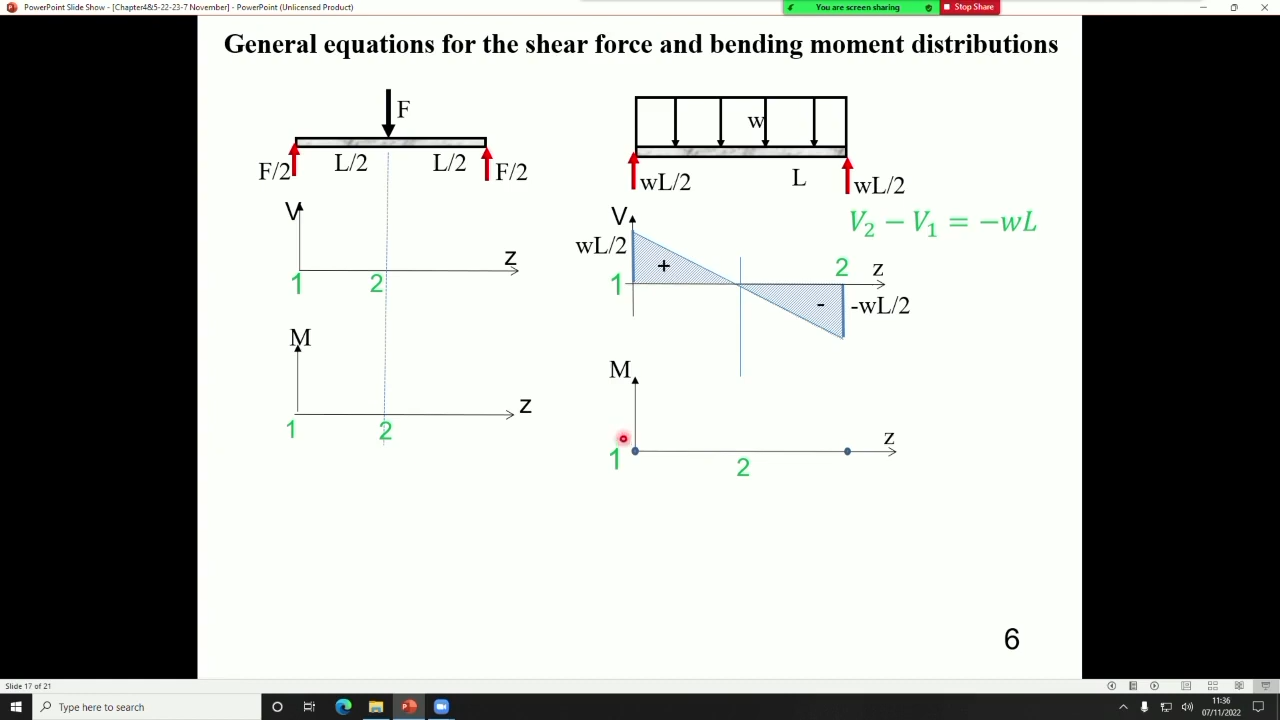 PowerPoint Slide Show - [Chapter4&5-22-23-7 November] - PowerPoint (Unlicensed Product)
You are screen sharing
Stop Share
General equations for the shear force and bending moment distributions
F
F/2
L/2
L/2
F/2
V
z
1
2
M
z
1
2
w
wL/2
L
wL/2
V₂ − V₁ = −wL
V
wL/2
+
2
z
1
-
-wL/2
M
z
1
2
6
Slide 17 of 21
Type here to search
11:36
07/11/2022